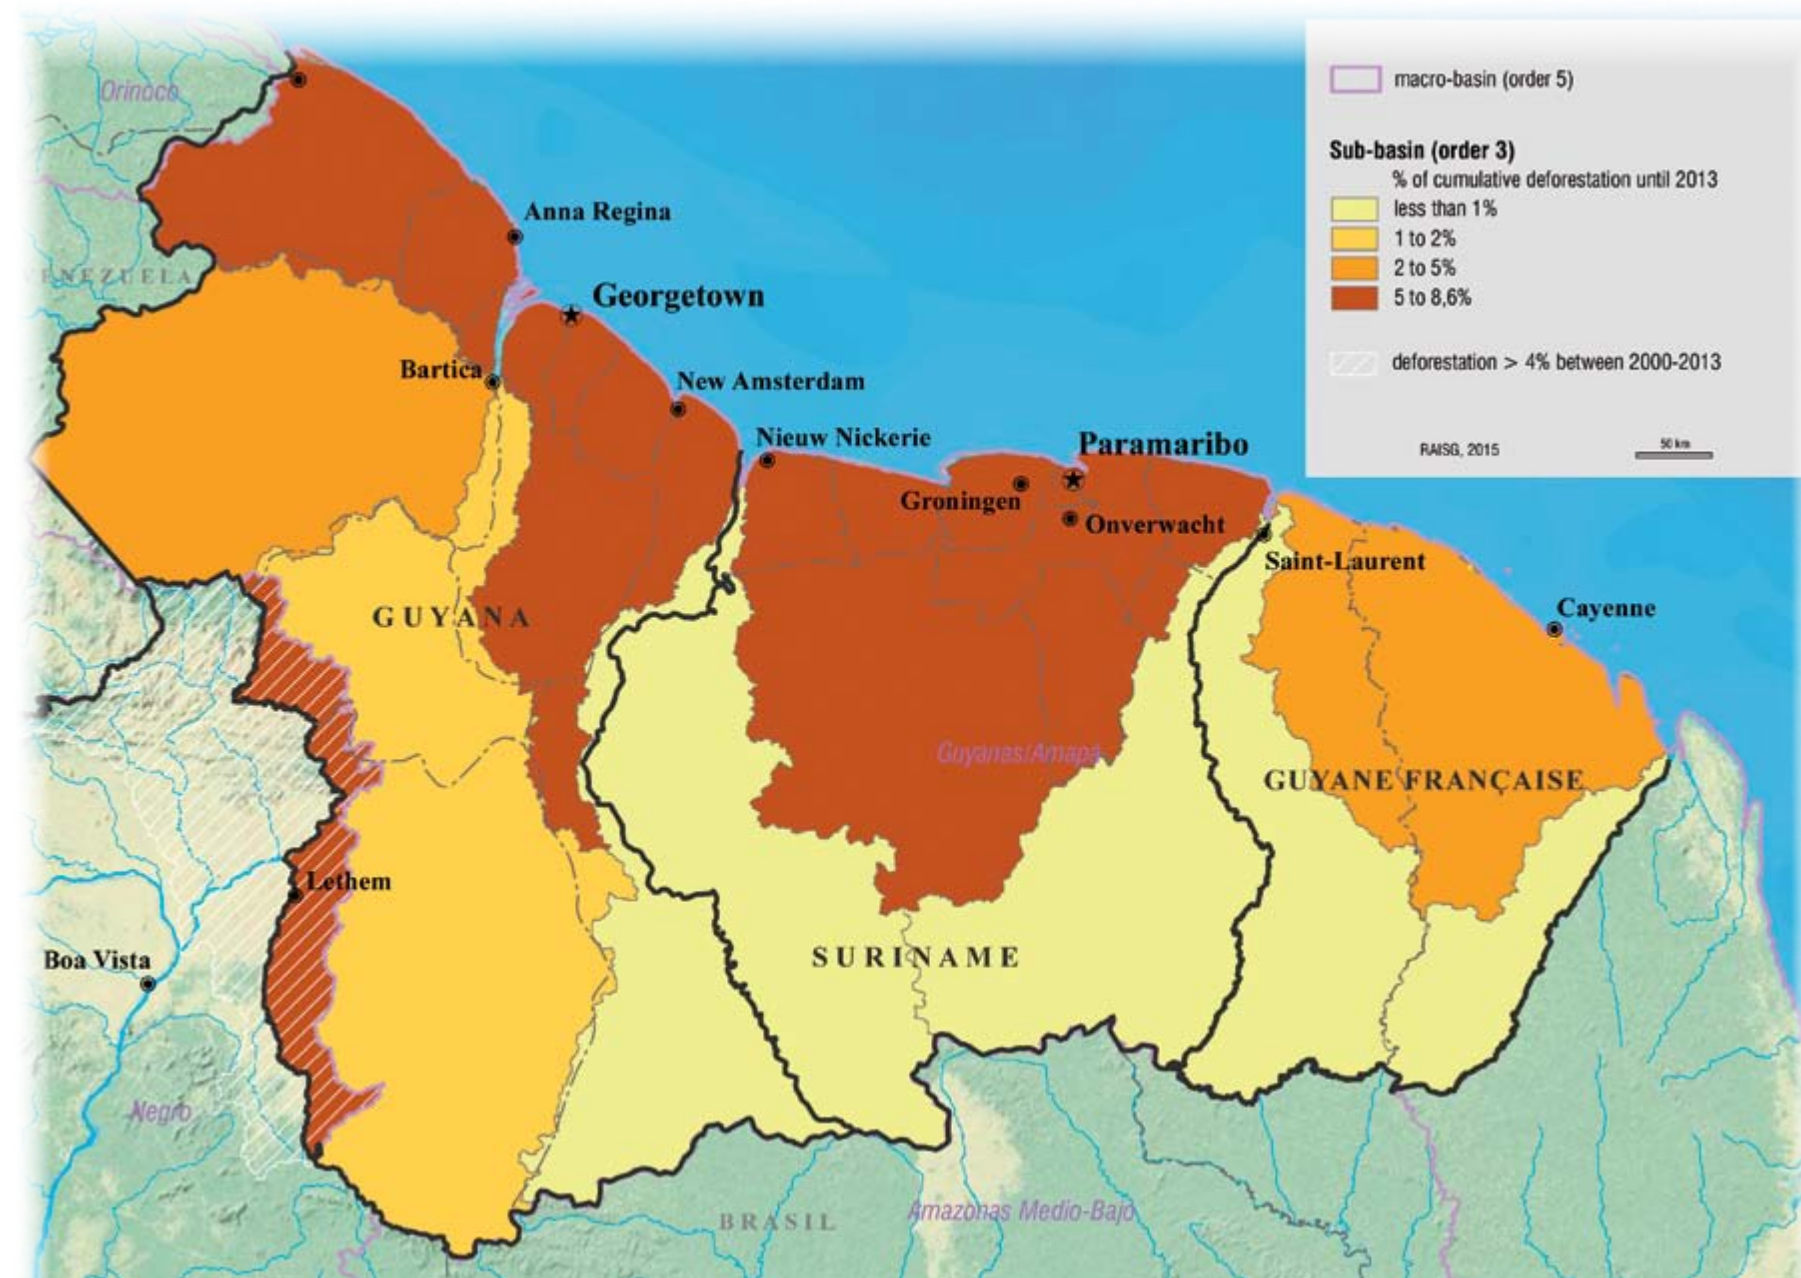 macro-basin (order 5)
Sub-basin (order 3)
% of cumulative deforestation until 2013
less than 1%
1 to 2%
2 to 5%
5 to 8,6%
deforestation > 4% between 2000-2013
RAISG, 2015
50 km
Orinoco
Anna Regina
VENEZUELA
Georgetown
Bartica
New Amsterdam
Nieuw Nickerie
Paramaribo
Groningen
Onverwacht
Saint-Laurent
Cayenne
GUYANA
Guyanas/Amapá
GUYANE FRANÇAISE
Lethem
Boa Vista
SURINAME
Negro
BRASIL
Amazonas Medio-Bajo